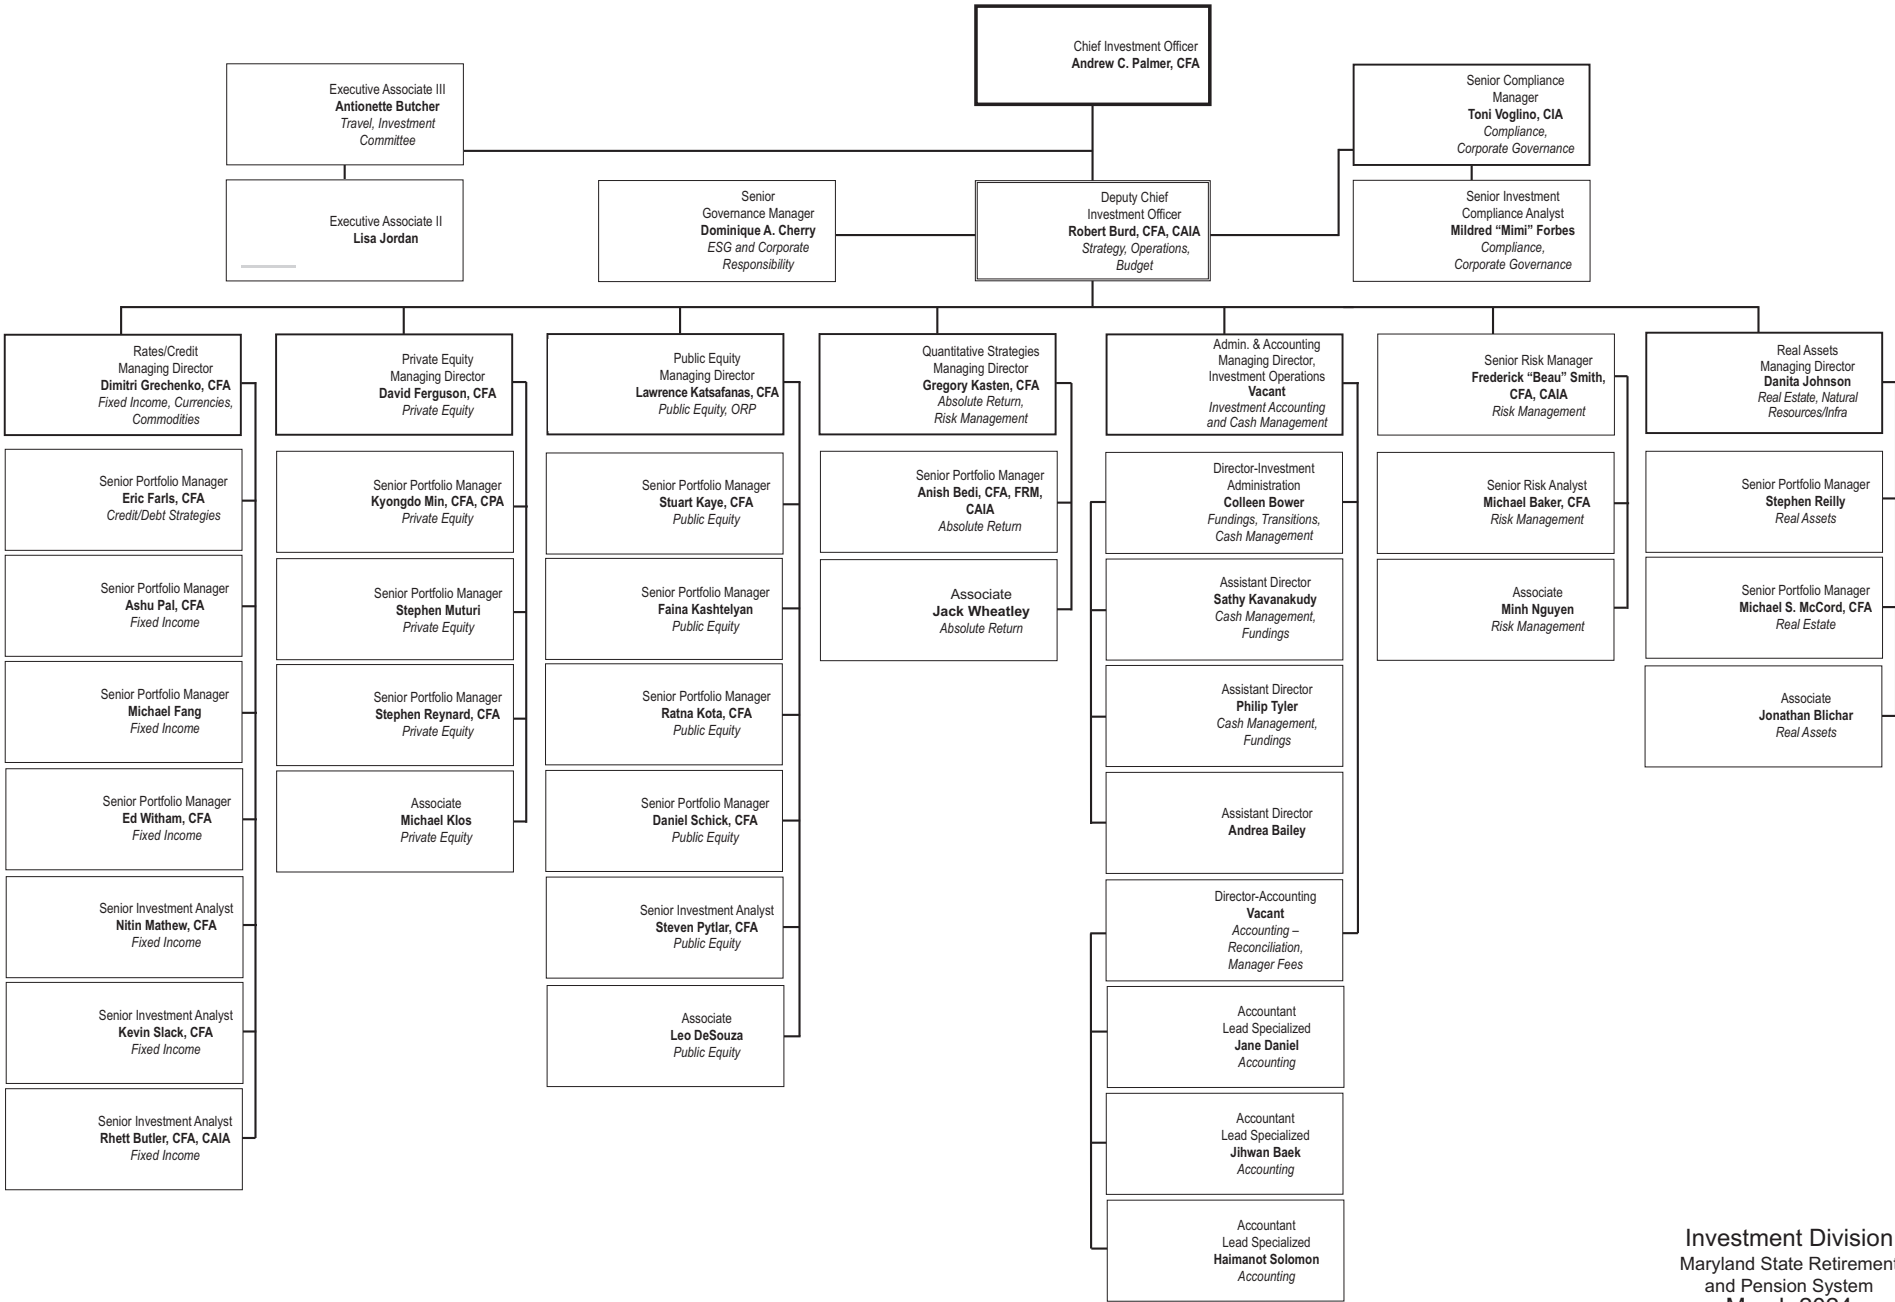 Chief Investment Officer
Andrew C. Palmer, CFA
Executive Associate III
Antionette Butcher
Travel, Investment
Committee
Senior Compliance
Manager
Toni Voglino, CIA
Compliance,
Corporate Governance
Executive Associate II
Lisa Jordan
Senior
Governance Manager
Dominique A. Cherry
ESG and Corporate
Responsibility
Deputy Chief
Investment Officer
Robert Burd, CFA, CAIA
Strategy, Operations,
Budget
Senior Investment
Compliance Analyst
Mildred “Mimi” Forbes
Compliance,
Corporate Governance
Rates/Credit
Managing Director
Dimitri Grechenko, CFA
Fixed Income, Currencies,
Commodities
Senior Portfolio Manager
Eric Farls, CFA
Credit/Debt Strategies
Senior Portfolio Manager
Ashu Pal, CFA
Fixed Income
Senior Portfolio Manager
Michael Fang
Fixed Income
Senior Portfolio Manager
Ed Witham, CFA
Fixed Income
Senior Investment Analyst
Nitin Mathew, CFA
Fixed Income
Senior Investment Analyst
Kevin Slack, CFA
Fixed Income
Senior Investment Analyst
Rhett Butler, CFA, CAIA
Fixed Income
Private Equity
Managing Director
David Ferguson, CFA
Private Equity
Senior Portfolio Manager
Kyongdo Min, CFA, CPA
Private Equity
Senior Portfolio Manager
Stephen Muturi
Private Equity
Senior Portfolio Manager
Stephen Reynard, CFA
Private Equity
Associate
Michael Klos
Private Equity
Public Equity
Managing Director
Lawrence Katsafanas, CFA
Public Equity, ORP
Senior Portfolio Manager
Stuart Kaye, CFA
Public Equity
Senior Portfolio Manager
Faina Kashtelyan
Public Equity
Senior Portfolio Manager
Ratna Kota, CFA
Public Equity
Senior Portfolio Manager
Daniel Schick, CFA
Public Equity
Senior Investment Analyst
Steven Pytlar, CFA
Public Equity
Associate
Leo DeSouza
Public Equity
Quantitative Strategies
Managing Director
Gregory Kasten, CFA
Absolute Return,
Risk Management
Senior Portfolio Manager
Anish Bedi, CFA, FRM,
CAIA
Absolute Return
Associate
Jack Wheatley
Absolute Return
Admin. & Accounting
Managing Director,
Investment Operations
Vacant
Investment Accounting
and Cash Management
Director-Investment
Administration
Colleen Bower
Fundings, Transitions,
Cash Management
Assistant Director
Sathy Kavanakudy
Cash Management,
Fundings
Assistant Director
Philip Tyler
Cash Management,
Fundings
Assistant Director
Andrea Bailey
Director-Accounting
Vacant
Accounting –
Reconciliation,
Manager Fees
Accountant
Lead Specialized
Jane Daniel
Accounting
Accountant
Lead Specialized
Jihwan Baek
Accounting
Accountant
Lead Specialized
Haimanot Solomon
Accounting
Senior Risk Manager
Frederick “Beau” Smith,
CFA, CAIA
Risk Management
Senior Risk Analyst
Michael Baker, CFA
Risk Management
Associate
Minh Nguyen
Risk Management
Real Assets
Managing Director
Danita Johnson
Real Estate, Natural
Resources/Infra
Senior Portfolio Manager
Stephen Reilly
Real Assets
Senior Portfolio Manager
Michael S. McCord, CFA
Real Estate
Associate
Jonathan Blichar
Real Assets
Investment Division
Maryland State Retirement
and Pension System